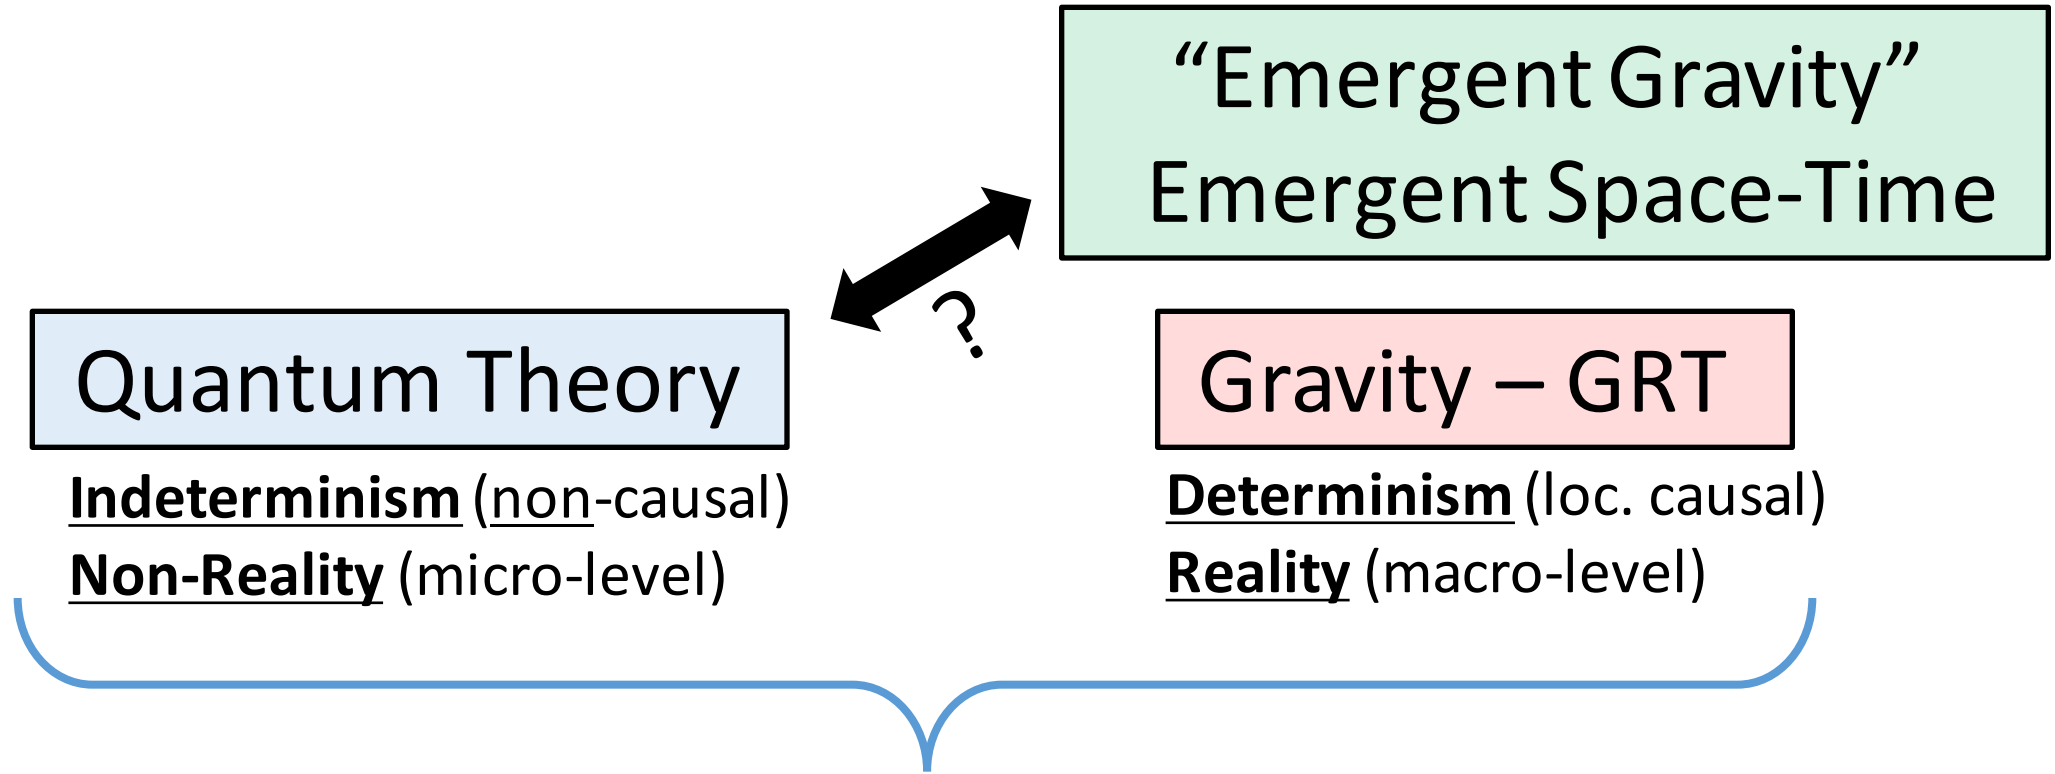 “Emergent Gravity”
Emergent Space-Time
?
Quantum Theory
Indeterminism (non-causal)
Non-Reality (micro-level)
Gravity – GRT
Determinism (loc. causal)
Reality (macro-level)